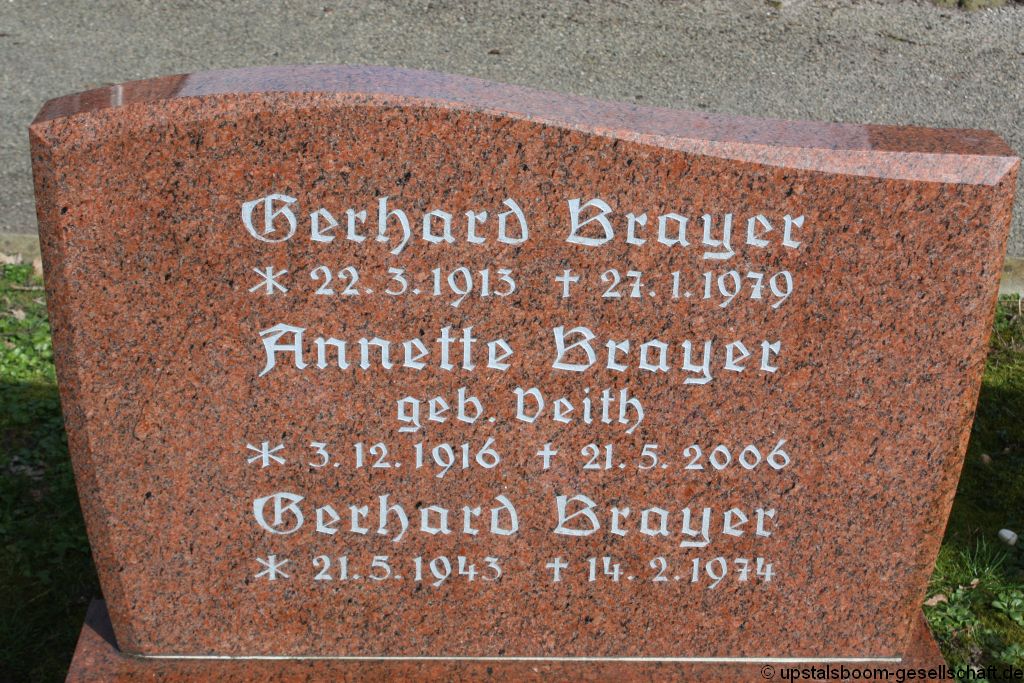 Gerhard Brayer
* 22. 3. 1913 † 27. 1. 1979
Annette Brayer
geb. Veith
* 3. 12. 1916 † 21. 5. 2006
Gerhard Brayer
* 21. 5. 1943 † 14. 2. 1974
© upstalsboom-gesellschaft.de